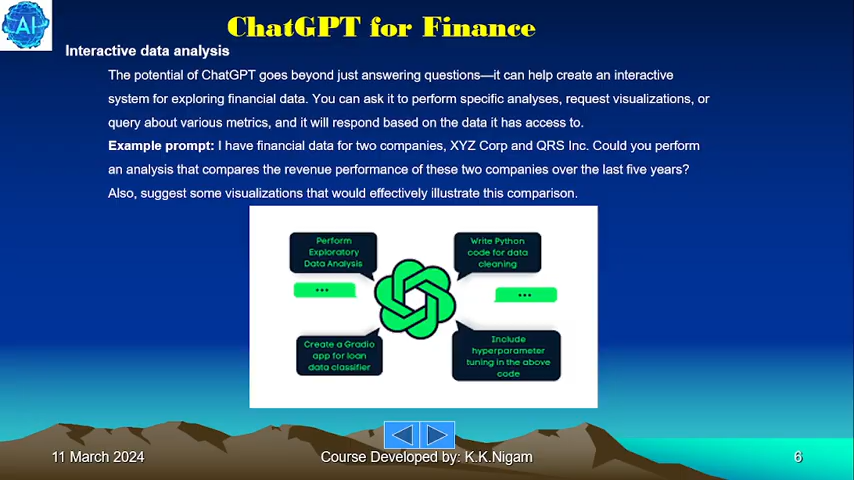 AI
ChatGPT for Finance
Interactive data analysis
The potential of ChatGPT goes beyond just answering questions—it can help create an interactive
system for exploring financial data. You can ask it to perform specific analyses, request visualizations, or
query about various metrics, and it will respond based on the data it has access to.
Example prompt: I have financial data for two companies, XYZ Corp and QRS Inc. Could you perform
an analysis that compares the revenue performance of these two companies over the last five years?
Also, suggest some visualizations that would effectively illustrate this comparison.
Perform
Exploratory
Data Analysis
Write Python
code for data
cleaning
Create a Gradio
app for loan
data classifier
Include
hyperparameter
tuning in the above
code
11 March 2024
Course Developed by: K.K.Nigam
6